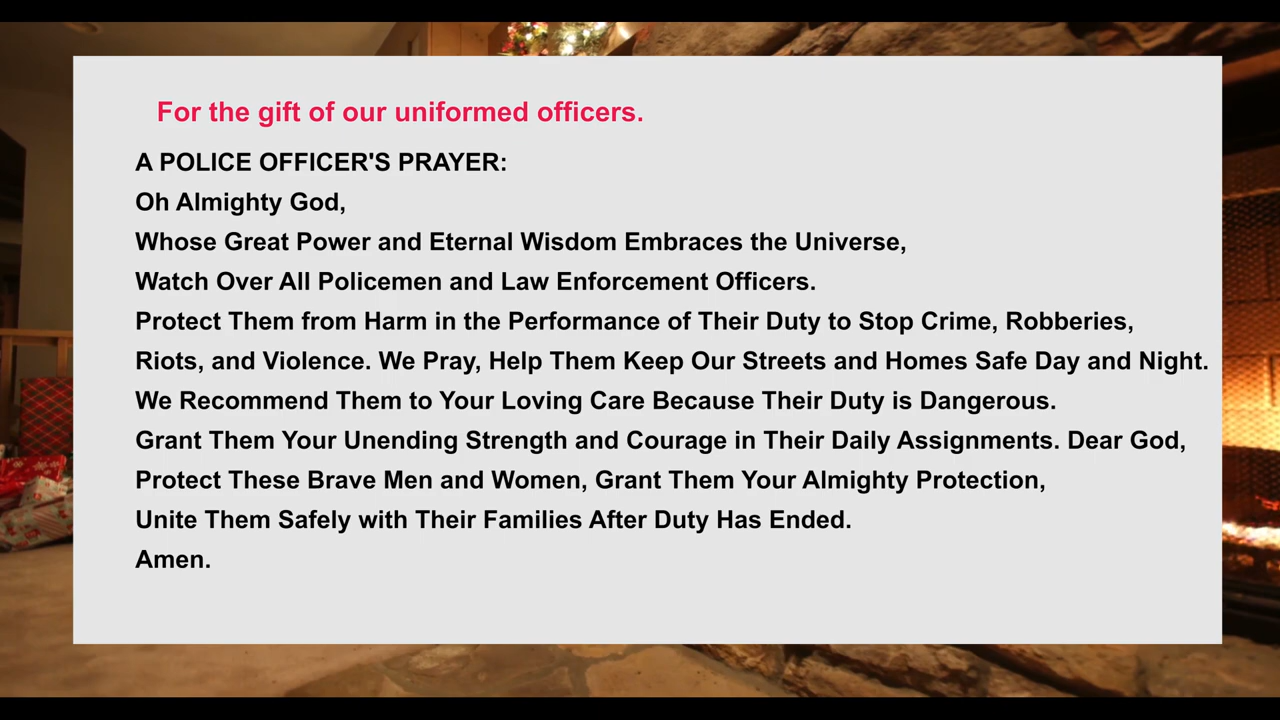 For the gift of our uniformed officers.
A POLICE OFFICER'S PRAYER:
Oh Almighty God,
Whose Great Power and Eternal Wisdom Embraces the Universe,
Watch Over All Policemen and Law Enforcement Officers.
Protect Them from Harm in the Performance of Their Duty to Stop Crime, Robberies,
Riots, and Violence. We Pray, Help Them Keep Our Streets and Homes Safe Day and Night.
We Recommend Them to Your Loving Care Because Their Duty is Dangerous.
Grant Them Your Unending Strength and Courage in Their Daily Assignments. Dear God,
Protect These Brave Men and Women, Grant Them Your Almighty Protection,
Unite Them Safely with Their Families After Duty Has Ended.
Amen.